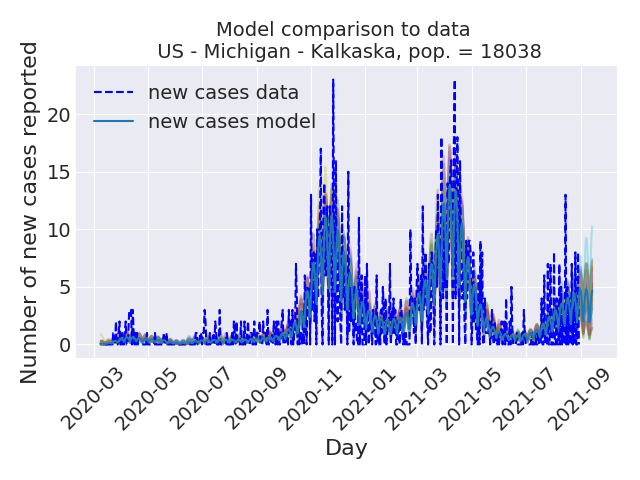 Model comparison to data
US - Michigan - Kalkaska, pop. = 18038
Number of new cases reported
20
15
10
5
0
new cases data
new cases model
2020-03
2020-05
2020-07
2020-09
2020-11
2021-01
2021-03
2021-05
2021-07
2021-09
Day